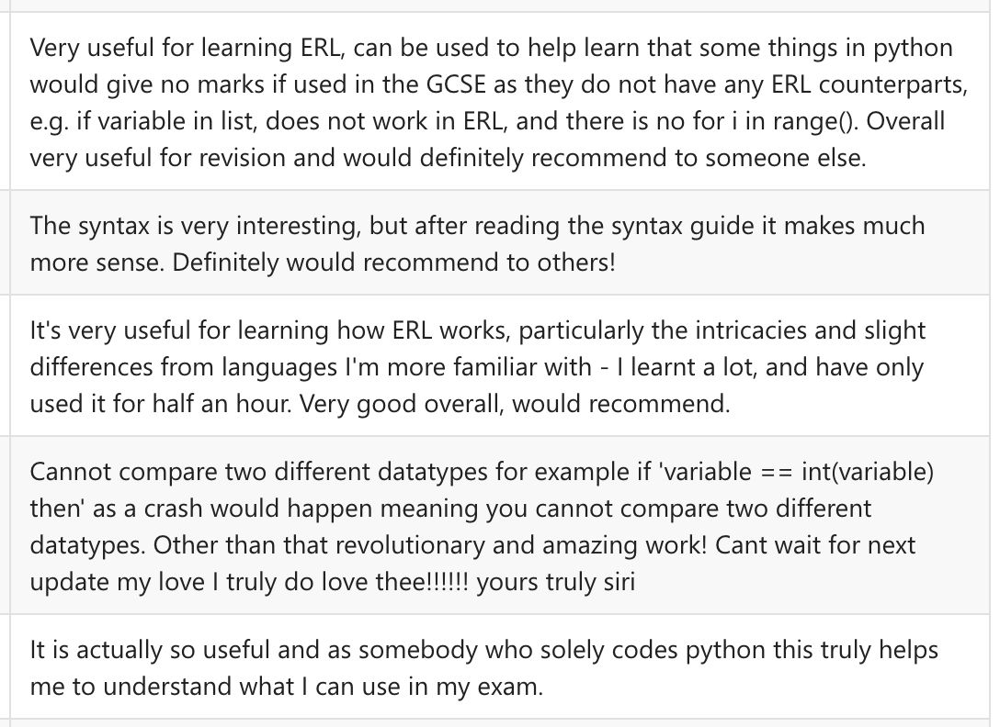 Very useful for learning ERL, can be used to help learn that some things in python
would give no marks if used in the GCSE as they do not have any ERL counterparts,
e.g. if variable in list, does not work in ERL, and there is no for i in range(). Overall
very useful for revision and would definitely recommend to someone else.
The syntax is very interesting, but after reading the syntax guide it makes much
more sense. Definitely would recommend to others!
It's very useful for learning how ERL works, particularly the intricacies and slight
differences from languages I'm more familiar with - I learnt a lot, and have only
used it for half an hour. Very good overall, would recommend.
Cannot compare two different datatypes for example if 'variable == int(variable)
then' as a crash would happen meaning you cannot compare two different
datatypes. Other than that revolutionary and amazing work! Cant wait for next
update my love I truly do love thee!!!!!! yours truly siri
It is actually so useful and as somebody who solely codes python this truly helps
me to understand what I can use in my exam.